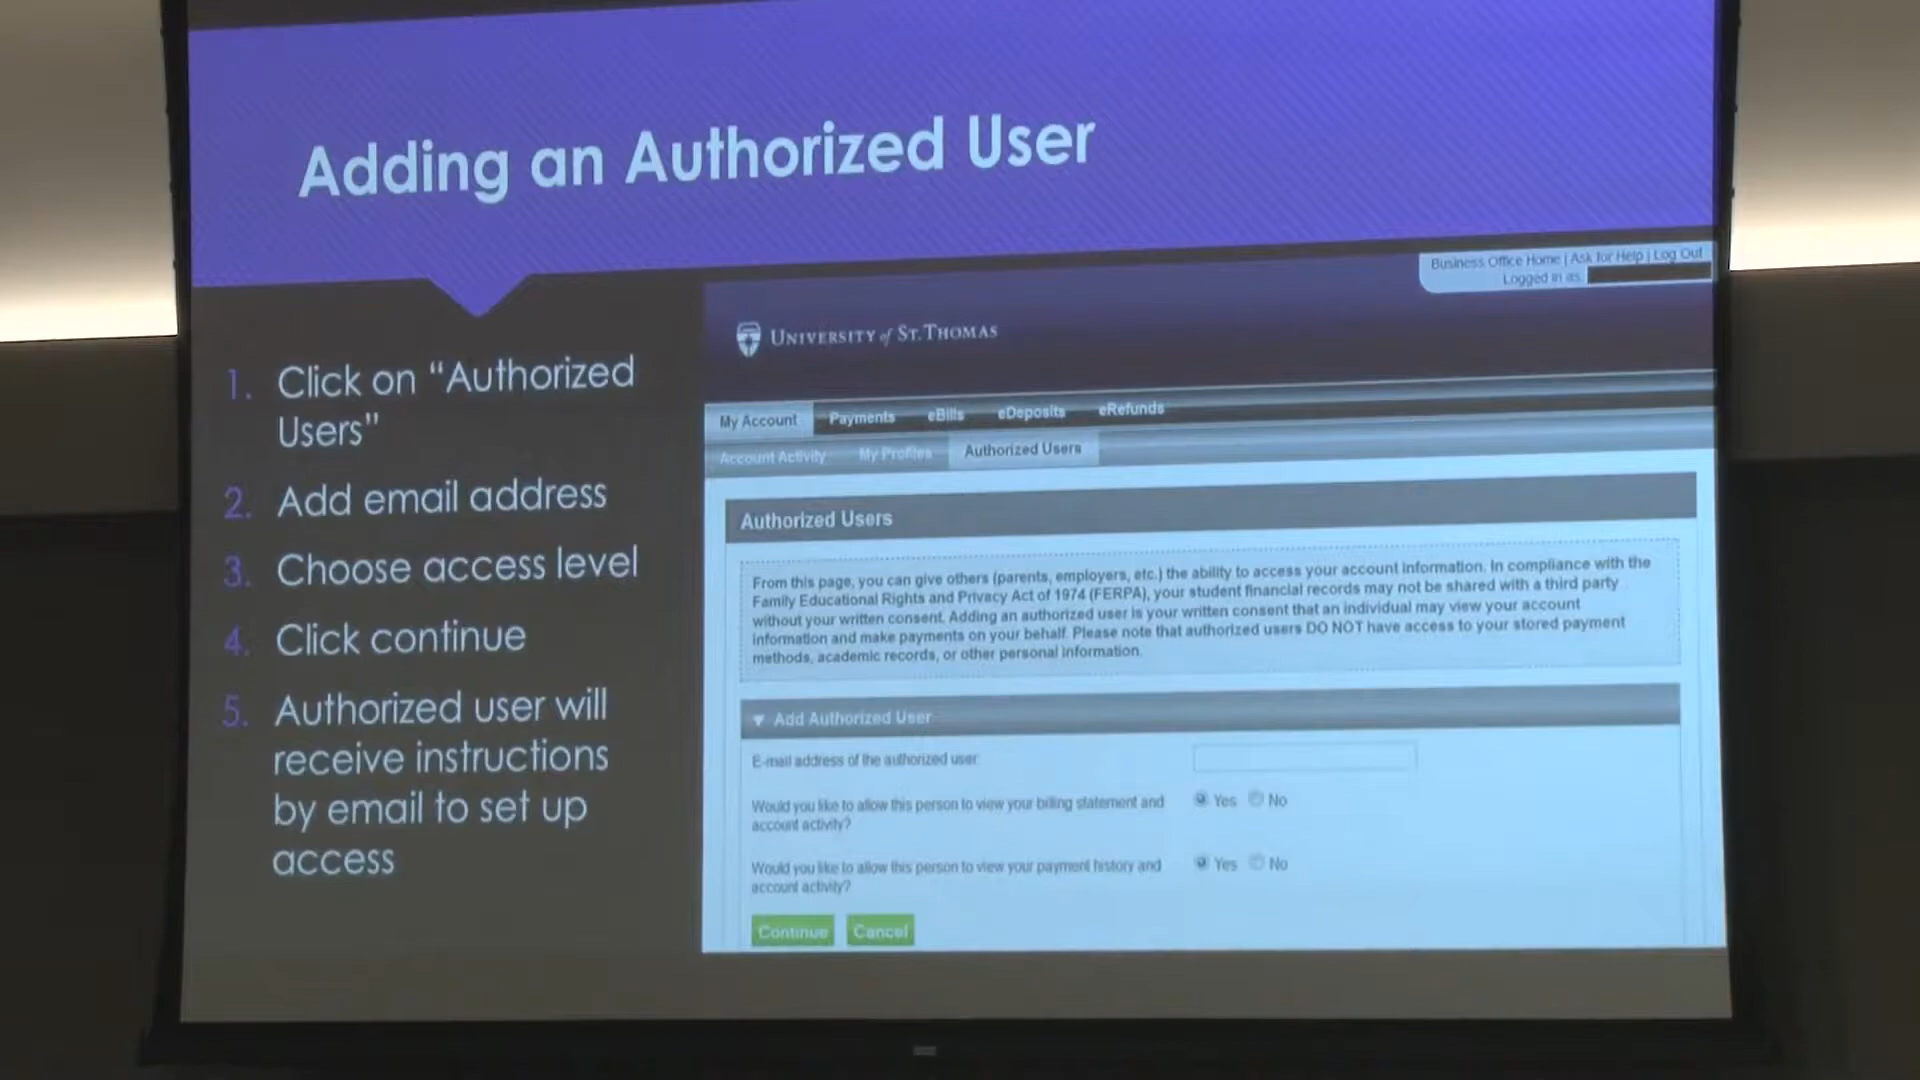 Adding an Authorized User
1. Click on “Authorized
Users”
2. Add email address
3. Choose access level
4. Click continue
5. Authorized user will
receive instructions
by email to set up
access
Business Office Home | Ask for Help | Log Out
Logged in as:
UNIVERSITY of ST. THOMAS
My Account Payments eBills eDeposits eRefunds
Account Activity My Profiles Authorized Users
Authorized Users
From this page, you can give others (parents, employers, etc.) the ability to access your account information. In compliance with the
Family Educational Rights and Privacy Act of 1974 (FERPA), your student financial records may not be shared with a third party
without your written consent. Adding an authorized user is your written consent that an individual may view your account
information and make payments on your behalf. Please note that authorized users DO NOT have access to your stored payment
methods, academic records, or other personal information.
Add Authorized User
E-mail address of the authorized user:
Would you like to allow this person to view your billing statement and
account activity?
Yes No
Would you like to allow this person to view your payment history and
account activity?
Yes No
Continue Cancel